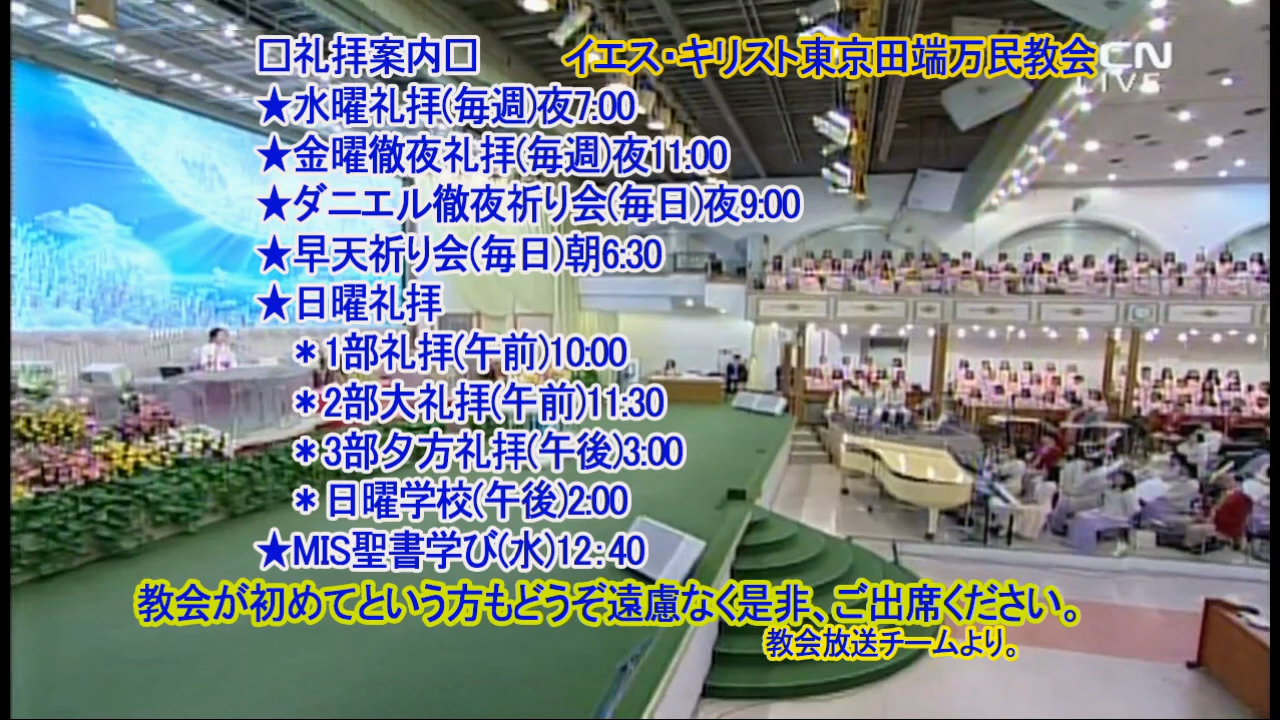 □礼拝案内□ イエス・キリスト東京田端万民教会
CN
LIVE
★水曜礼拝(毎週)夜7:00
★金曜徹夜礼拝(毎週)夜11:00
★ダニエル徹夜祈り会(毎日)夜9:00
★早天祈り会(毎日)朝6:30
★日曜礼拝
*1部礼拝(午前)10:00
*2部大礼拝(午前)11:30
*3部夕方礼拝(午後)3:00
*日曜学校(午後)2:00
★MIS聖書学び(水)12:40
教会が初めてという方もどうぞ遠慮なく是非、ご出席ください。
教会放送チームより。